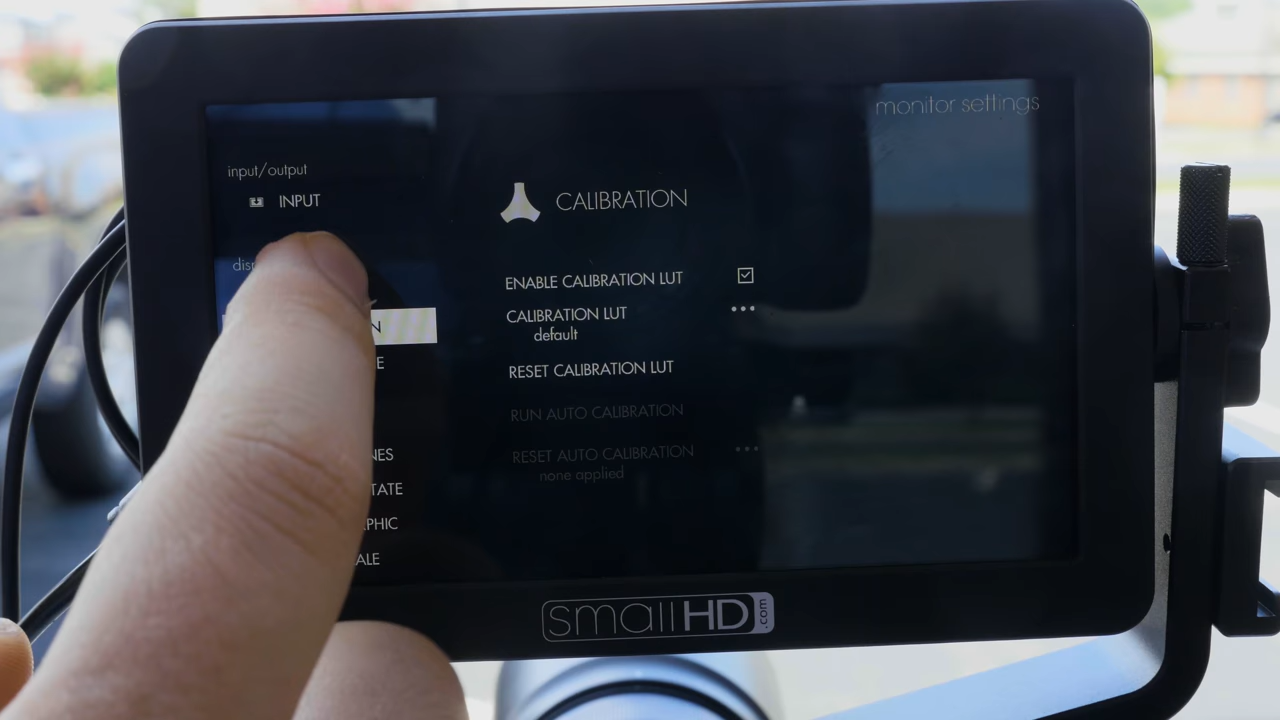 monitor settings
input/output
INPUT
CALIBRATION
ENABLE CALIBRATION LUT
CALIBRATION LUT
default
RESET CALIBRATION LUT
RUN AUTO CALIBRATION
RESET AUTO CALIBRATION
none applied
smallHD.com